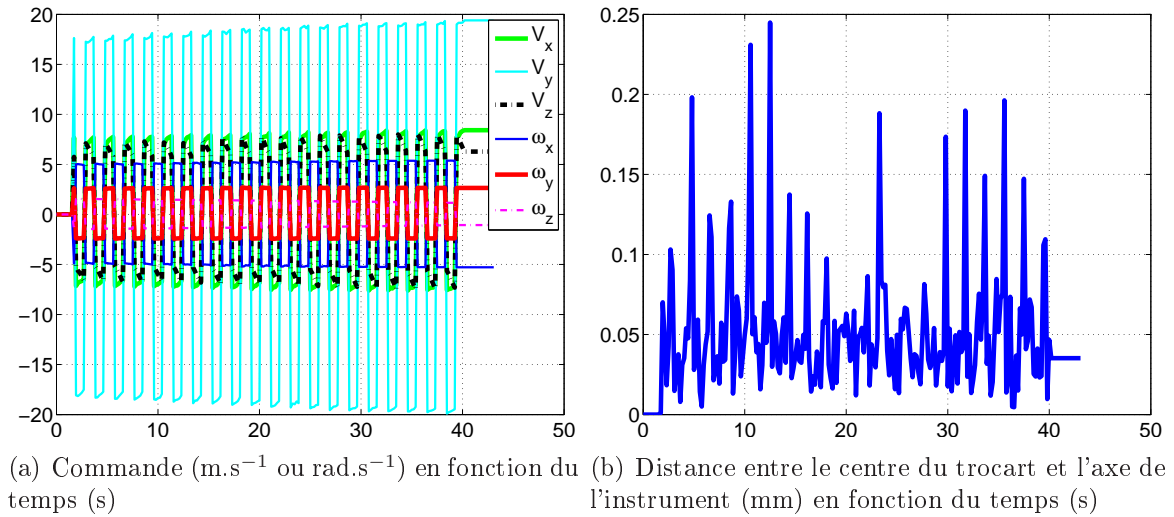 20
15
10
5
0
−5
−10
−15
−20
0 10 20 30 40 50
V_x
V_y
V_z
ω_x
ω_y
ω_z
0.25
0.2
0.15
0.1
0.05
0
0 10 20 30 40 50
(a) Commande (m.s⁻¹ ou rad.s⁻¹) en fonction du
temps (s)
(b) Distance entre le centre du trocart et l'axe de
l'instrument (mm) en fonction du temps (s)